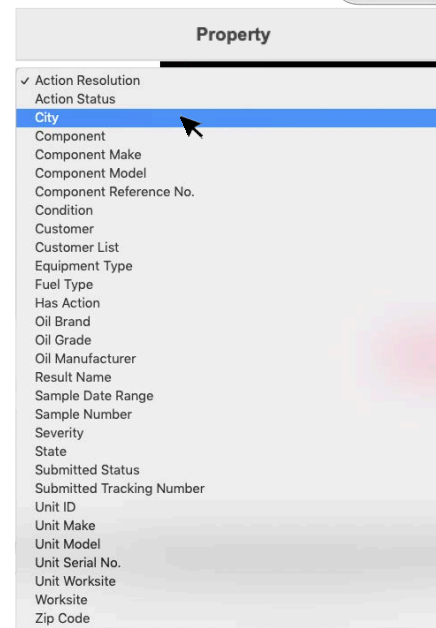 Property
✓ Action Resolution
Action Status
City
Component
Component Make
Component Model
Component Reference No.
Condition
Customer
Customer List
Equipment Type
Fuel Type
Has Action
Oil Brand
Oil Grade
Oil Manufacturer
Result Name
Sample Date Range
Sample Number
Severity
State
Submitted Status
Submitted Tracking Number
Unit ID
Unit Make
Unit Model
Unit Serial No.
Unit Worksite
Worksite
Zip Code